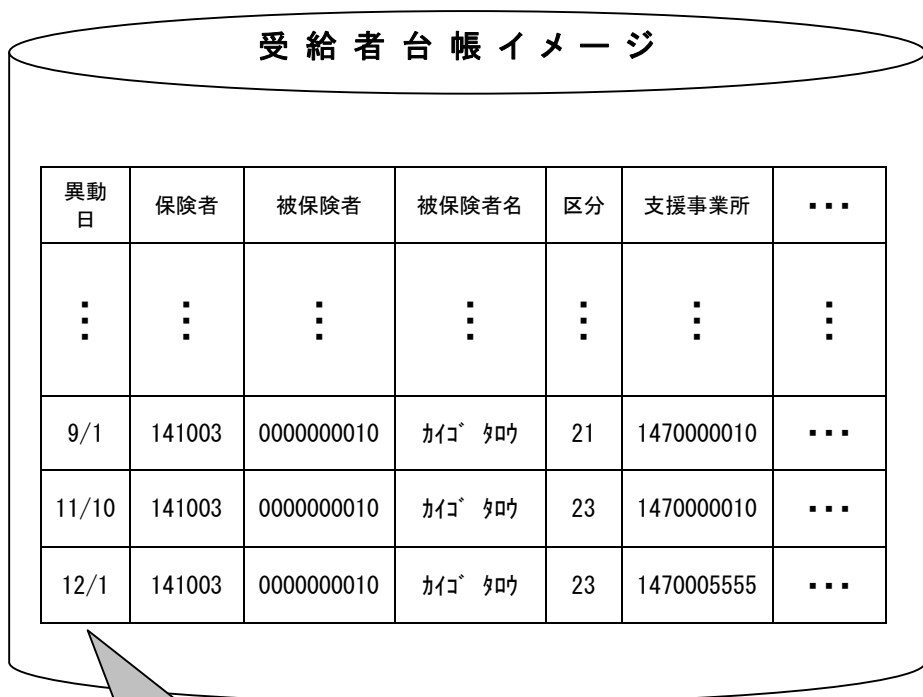 受 給 者 台 帳 イ メ ー ジ
異動日 保険者 被保険者 被保険者名 区分 支援事業所 ・・・
⋮ ⋮ ⋮ ⋮ ⋮ ⋮ ⋮
9/1 141003 0000000010 ｶｲｺﾞ ﾀﾛｳ 21 1470000010 ・・・
11/10 141003 0000000010 ｶｲｺﾞ ﾀﾛｳ 23 1470000010 ・・・
12/1 141003 0000000010 ｶｲｺﾞ ﾀﾛｳ 23 1470005555 ・・・